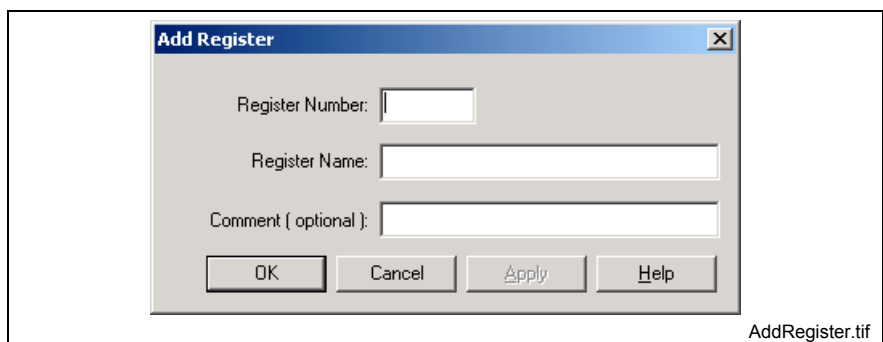 Add Register
Register Number:
Register Name:
Comment ( optional ):
OK Cancel Apply Help
AddRegister.tif